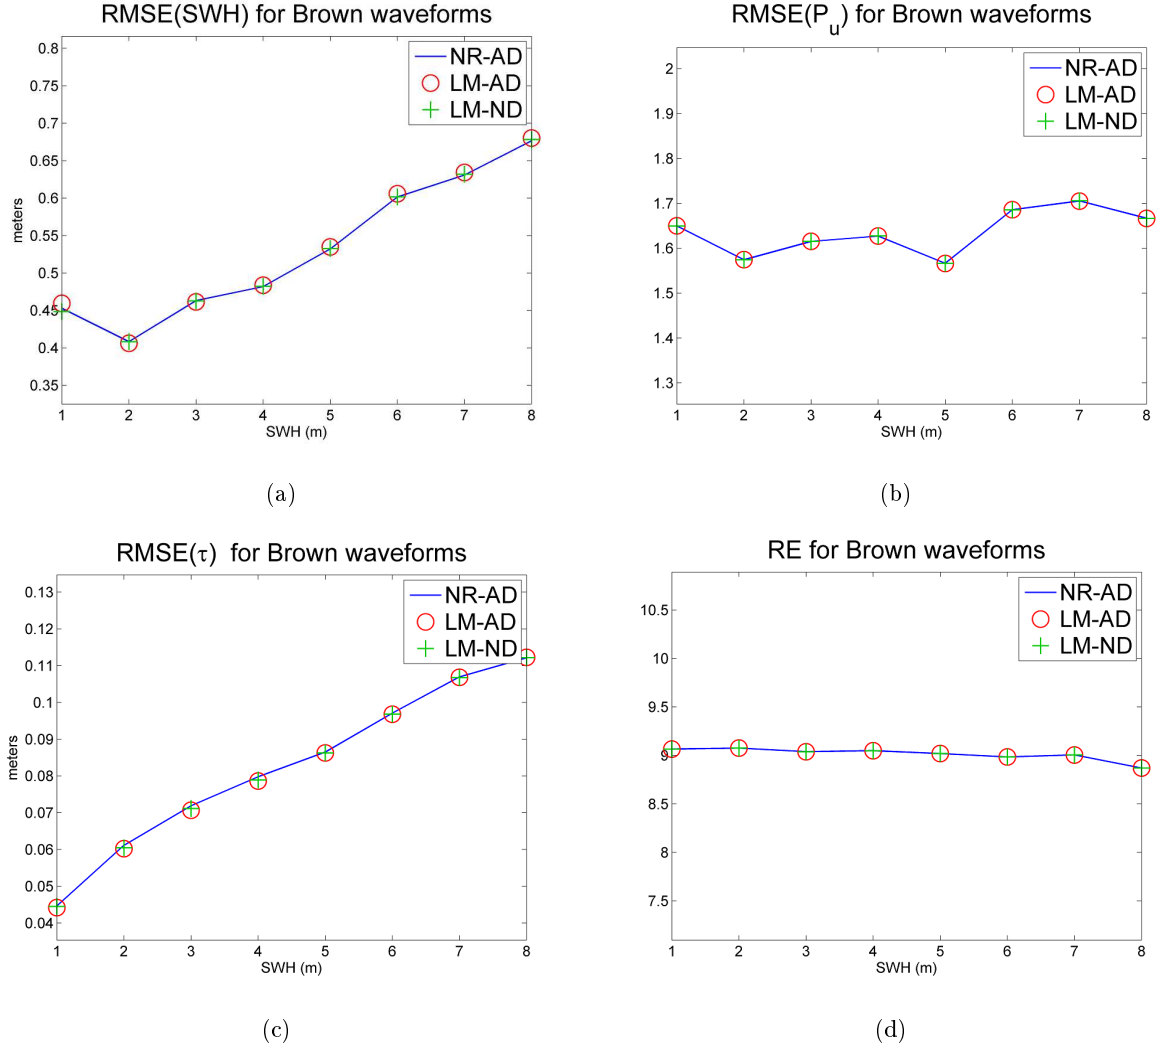 RMSE(SWH) for Brown waveforms
0.8
0.75
0.7
0.65
0.6
0.55
0.5
0.45
0.4
0.35
meters
NR-AD
LM-AD
LM-ND
1 2 3 4 5 6 7 8
SWH (m)
(a)
RMSE(P_u) for Brown waveforms
2
1.9
1.8
1.7
1.6
1.5
1.4
1.3
NR-AD
LM-AD
LM-ND
1 2 3 4 5 6 7 8
SWH (m)
(b)
RMSE(τ) for Brown waveforms
0.13
0.12
0.11
0.1
0.09
0.08
0.07
0.06
0.05
0.04
meters
NR-AD
LM-AD
LM-ND
1 2 3 4 5 6 7 8
SWH (m)
(c)
RE for Brown waveforms
10.5
10
9.5
9
8.5
8
7.5
NR-AD
LM-AD
LM-ND
1 2 3 4 5 6 7 8
SWH (m)
(d)